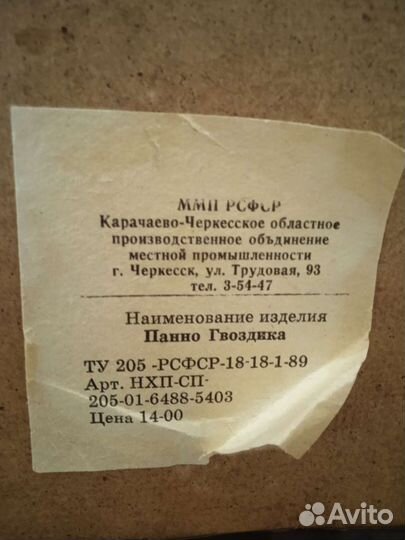 ММП РСФСР
Карачаево-Черкесское областное
производственное объдинение
местной промышленности
г. Черкесск, ул. Трудовая, 93
тел. 3-54-47
Наименование изделия
Панно Гвоздика
ТУ 205 -РСФСР-18-18-1-89
Арт. НХП-СП-
205-01-6488-5403
Цена 14-00
Avito